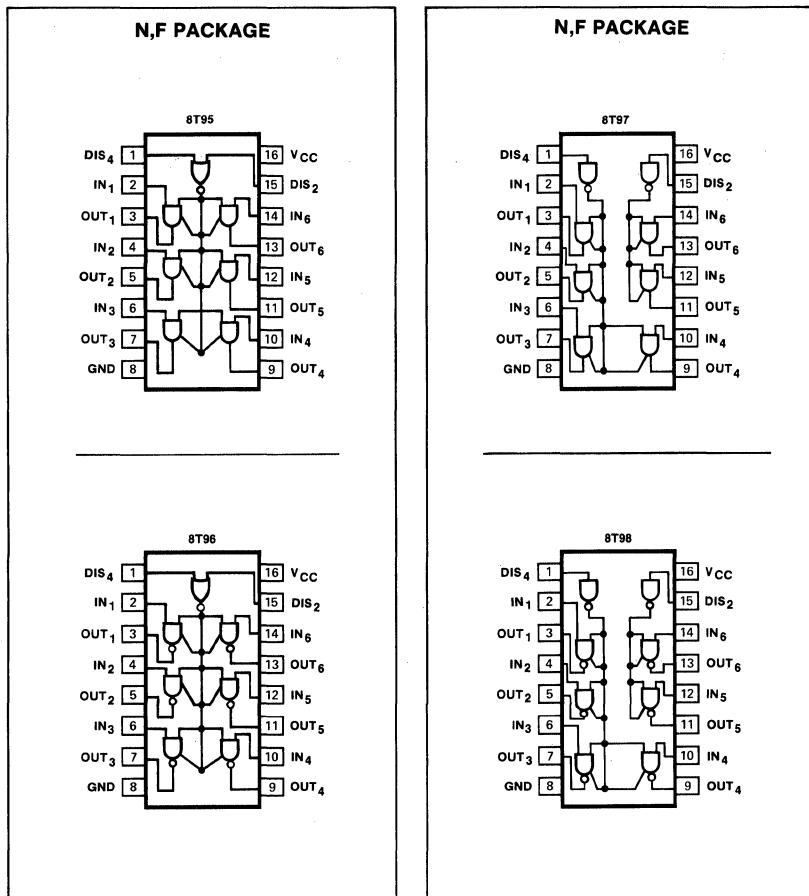 N,F PACKAGE
8T95
DIS4 1 16 VCC
IN1 2 15 DIS2
OUT1 3 14 IN6
IN2 4 13 OUT6
OUT2 5 12 IN5
IN3 6 11 OUT5
OUT3 7 10 IN4
GND 8 9 OUT4
8T96
DIS4 1 16 VCC
IN1 2 15 DIS2
OUT1 3 14 IN6
IN2 4 13 OUT6
OUT2 5 12 IN5
IN3 6 11 OUT5
OUT3 7 10 IN4
GND 8 9 OUT4
N,F PACKAGE
8T97
DIS4 1 16 VCC
IN1 2 15 DIS2
OUT1 3 14 IN6
IN2 4 13 OUT6
OUT2 5 12 IN5
IN3 6 11 OUT5
OUT3 7 10 IN4
GND 8 9 OUT4
8T98
DIS4 1 16 VCC
IN1 2 15 DIS2
OUT1 3 14 IN6
IN2 4 13 OUT6
OUT2 5 12 IN5
IN3 6 11 OUT5
OUT3 7 10 IN4
GND 8 9 OUT4